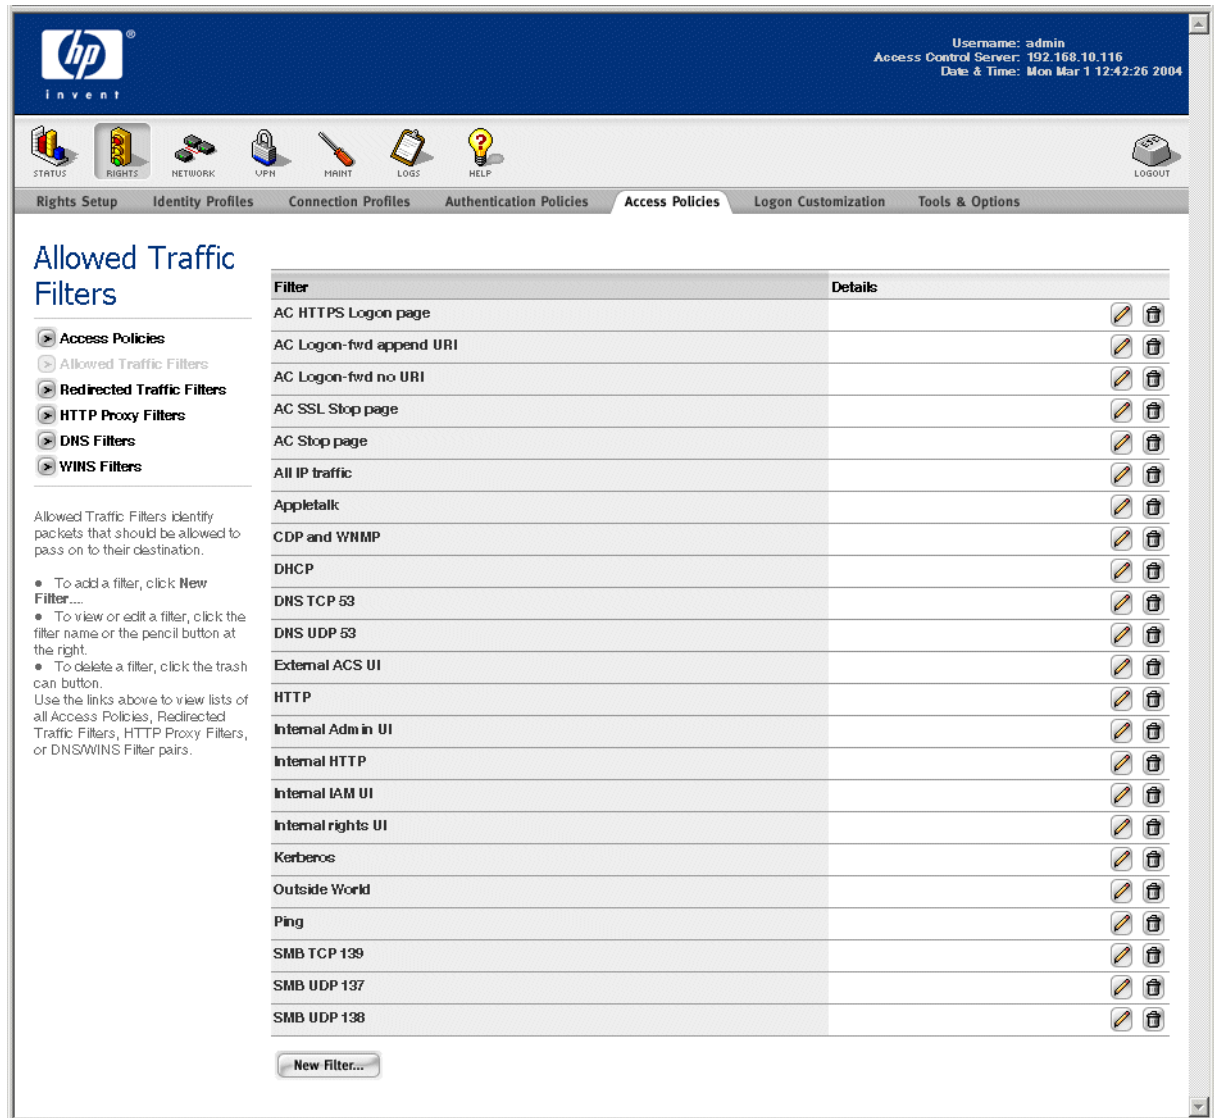 hp®
invent
Username: admin
Access Control Server: 192.168.10.116
Date & Time: Mon Mar 1 12:42:26 2004
STATUS RIGHTS NETWORK VPN MAINT LOGS HELP LOGOUT
Rights Setup Identity Profiles Connection Profiles Authentication Policies Access Policies Logon Customization Tools & Options
Allowed Traffic
Filters
Access Policies
Allowed Traffic Filters
Redirected Traffic Filters
HTTP Proxy Filters
DNS Filters
WINS Filters
Allowed Traffic Filters identify
packets that should be allowed to
pass on to their destination.
• To add a filter, click New
Filter....
• To view or edit a filter, click the
filter name or the pencil button at
the right.
• To delete a filter, click the trash
can button.
Use the links above to view lists of
all Access Policies, Redirected
Traffic Filters, HTTP Proxy Filters,
or DNS/WINS Filter pairs.
Filter Details
AC HTTPS Logon page
AC Logon-fwd append URI
AC Logon-fwd no URI
AC SSL Stop page
AC Stop page
All IP traffic
Appletalk
CDP and WNMP
DHCP
DNS TCP 53
DNS UDP 53
External ACS UI
HTTP
Internal Admin UI
Internal HTTP
Internal IAM UI
Internal rights UI
Kerberos
Outside World
Ping
SMB TCP 139
SMB UDP 137
SMB UDP 138
New Filter...